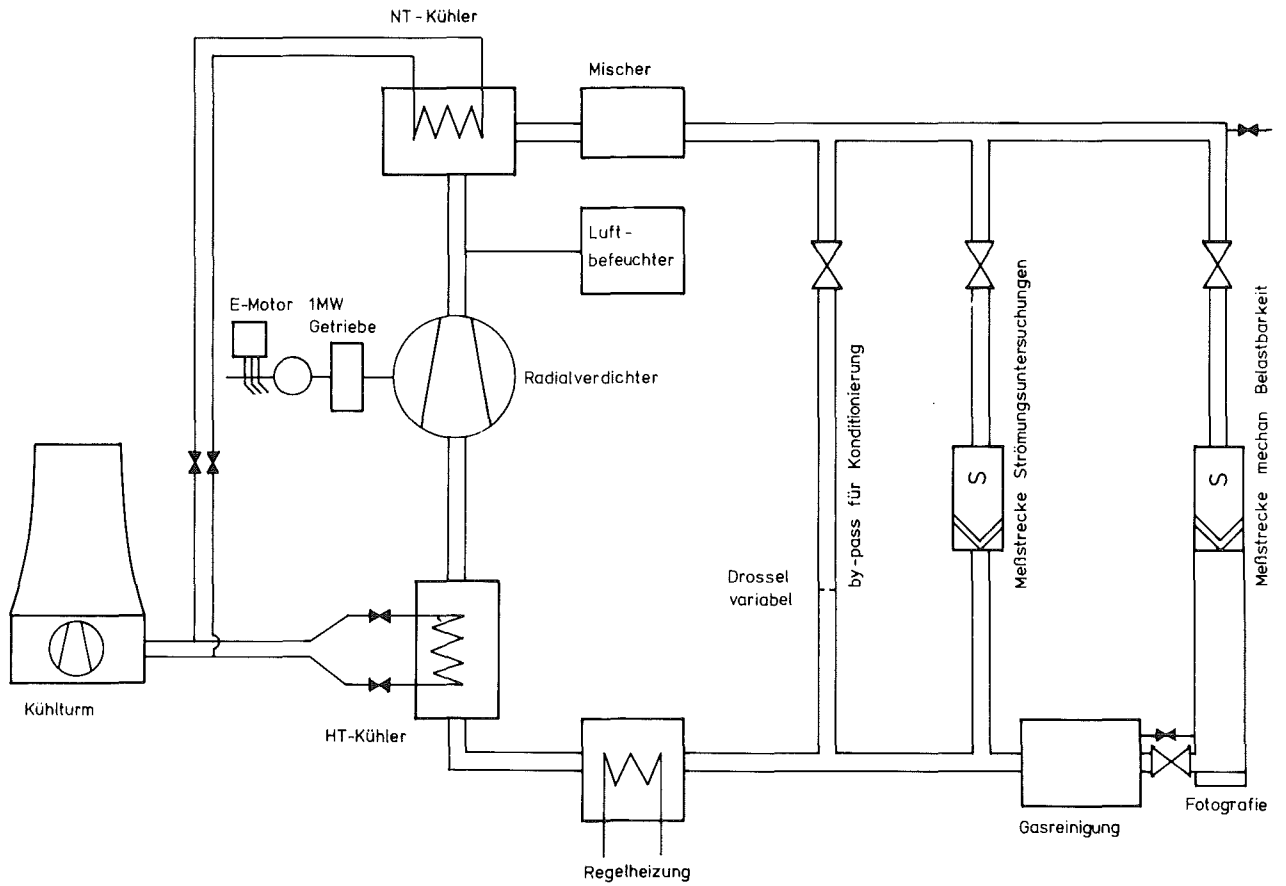 NT-Kühler
Mischer
Luft-
befeuchter
E-Motor 1MW
Getriebe
Radialverdichter
by-pass für Konditionierung
Meßstrecke Strömungsuntersuchungen
Meßstrecke mechan Belastbarkeit
S
S
Drossel
variabel
Kühlturm
HT-Kühler
Regelheizung
Gasreinigung
Fotografie